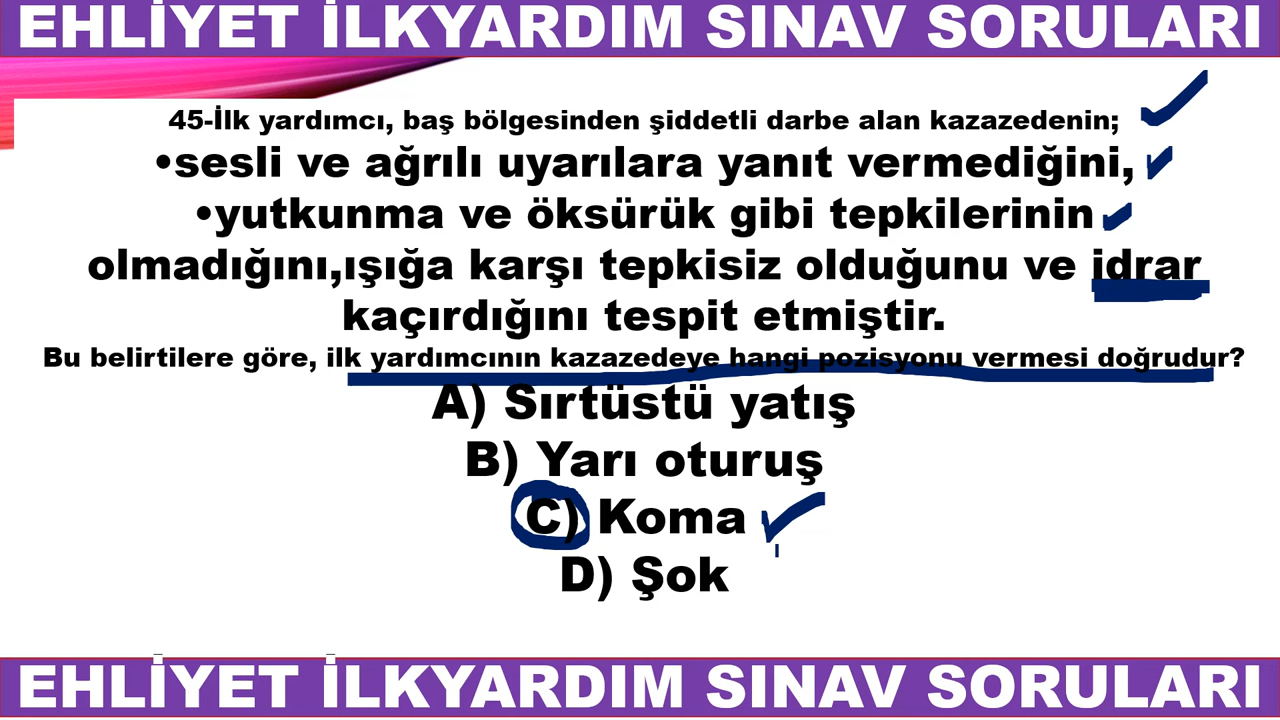 EHLİYET İLKYARDIM SINAV SORULARI
45-İlk yardımcı, baş bölgesinden şiddetli darbe alan kazazedenin;
•sesli ve ağrılı uyarılara yanıt vermediğini,
•yutkunma ve öksürük gibi tepkilerinin
olmadığını,ışığa karşı tepkisiz olduğunu ve idrar
kaçırdığını tespit etmiştir.
Bu belirtilere göre, ilk yardımcının kazazedeye hangi pozisyonu vermesi doğrudur?
A) Sırtüstü yatış
B) Yarı oturuş
C) Koma
D) Şok
EHLİYET İLKYARDIM SINAV SORULARI